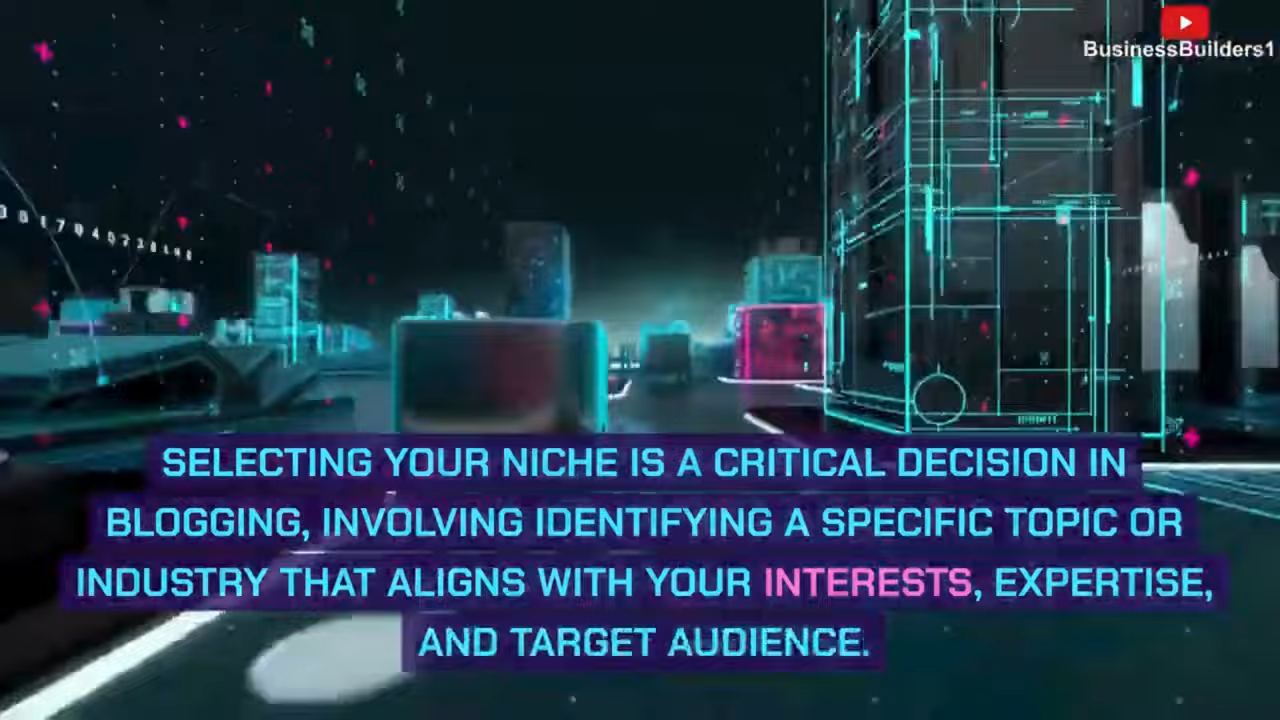 BusinessBuilders1
SELECTING YOUR NICHE IS A CRITICAL DECISION IN
BLOGGING, INVOLVING IDENTIFYING A SPECIFIC TOPIC OR
INDUSTRY THAT ALIGNS WITH YOUR INTERESTS, EXPERTISE,
AND TARGET AUDIENCE.